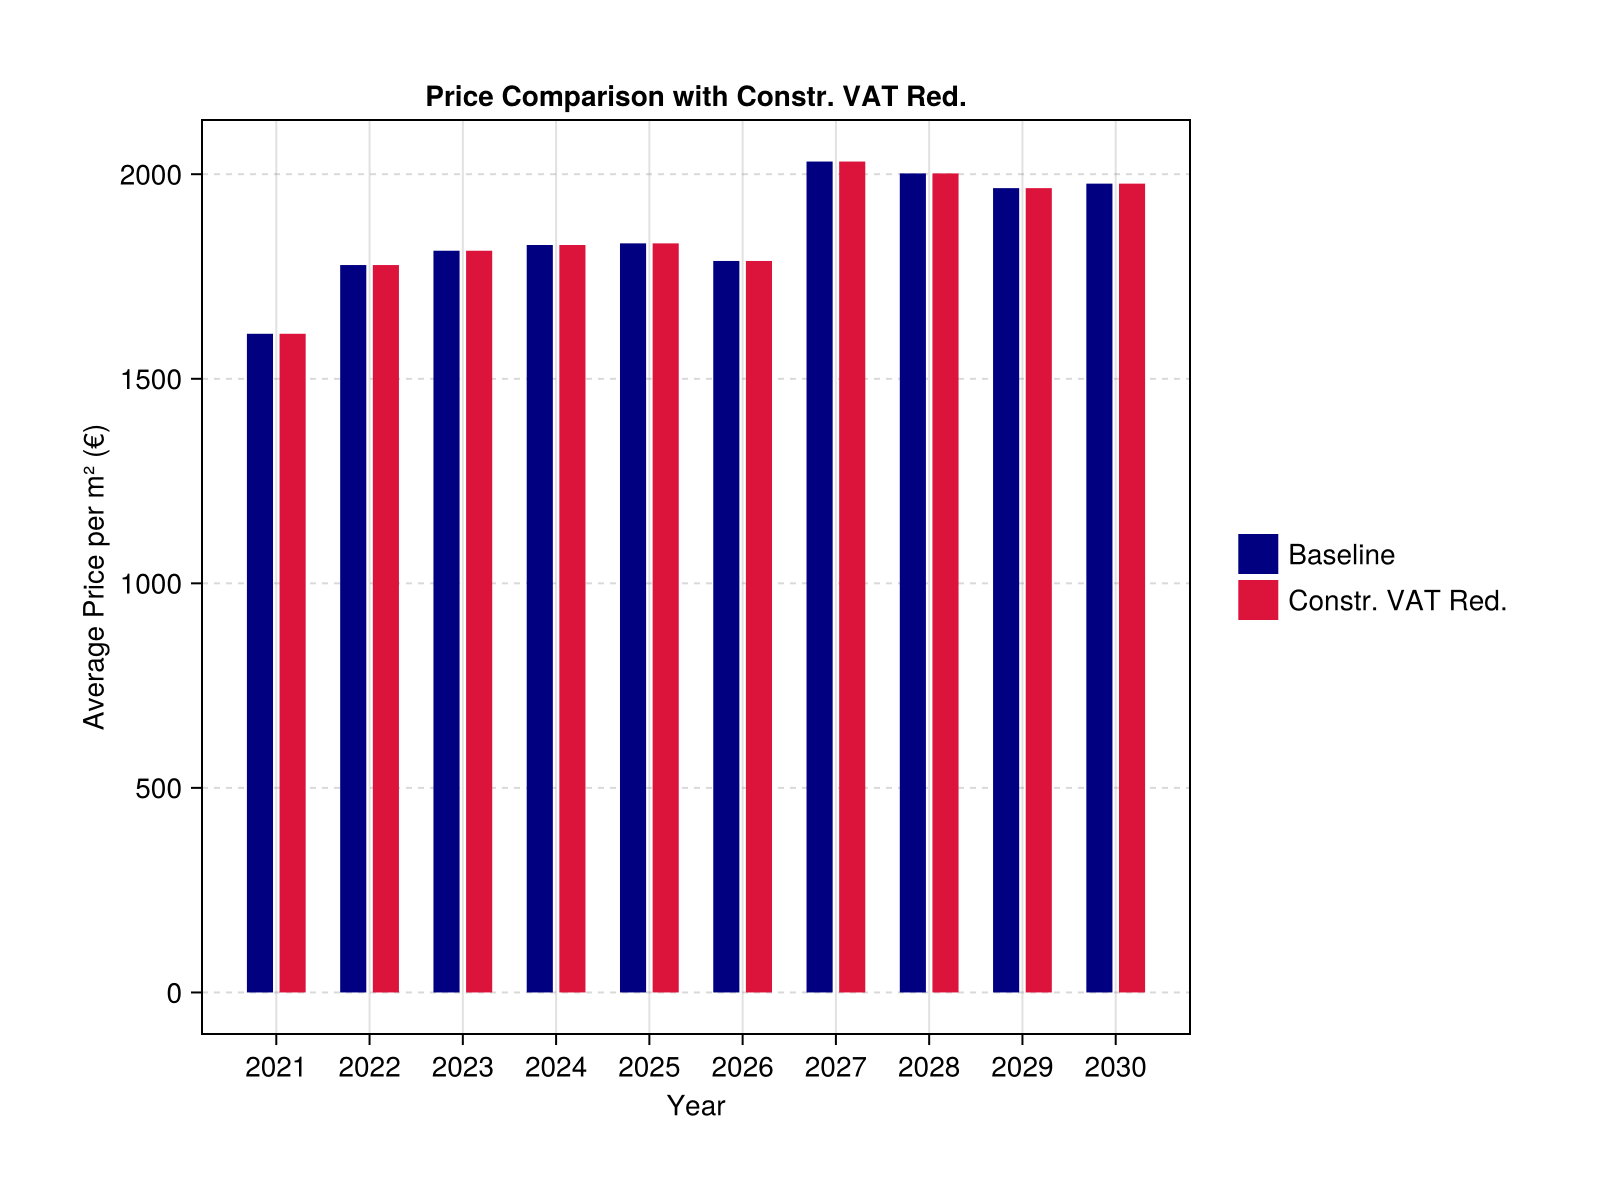 Price Comparison with Constr. VAT Red.
2000
1500
1000
500
0
Average Price per m² (€)
2021 2022 2023 2024 2025 2026 2027 2028 2029 2030
Year
Baseline
Constr. VAT Red.